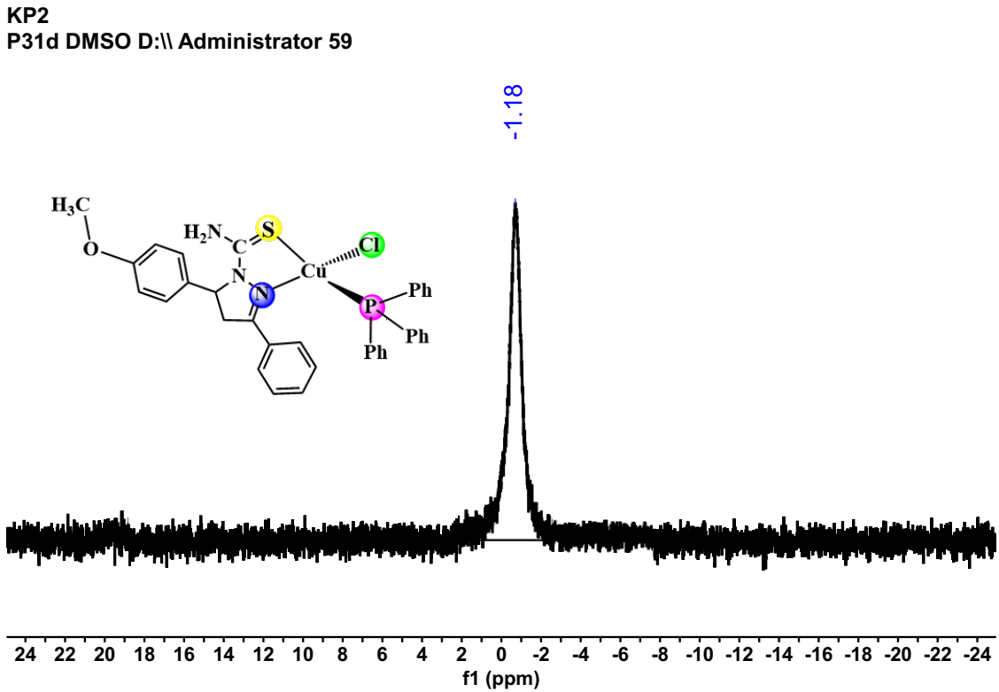 KP2
P31d DMSO D:\\ Administrator 59
-1.18
H3C
O
H2N
C
S
N
N
Cu
Cl
P
Ph
Ph
Ph
24 22 20 18 16 14 12 10 8 6 4 2 0 -2 -4 -6 -8 -10 -12 -14 -16 -18 -20 -22 -24
f1 (ppm)